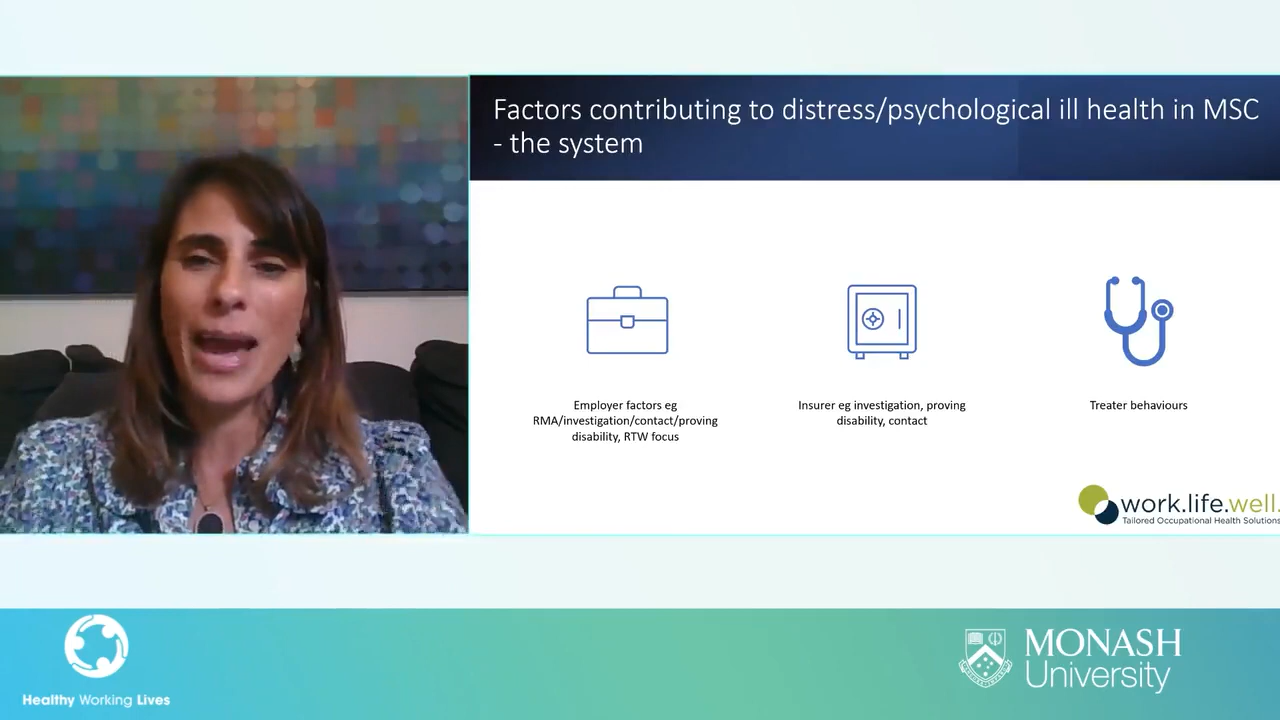 Factors contributing to distress/psychological ill health in MSC
- the system
Employer factors eg
RMA/investigation/contact/proving
disability, RTW focus
Insurer eg investigation, proving
disability, contact
Treater behaviours
work.life.well.
Tailored Occupational Health Solutions
Healthy Working Lives
MONASH
University